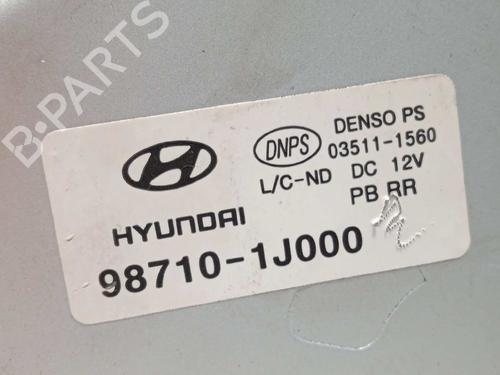 B-PARTS
HYUNDAI
DNPS
L/C-ND
DENSO PS
03511-1560
DC 12V
PB RR
98710-1J000